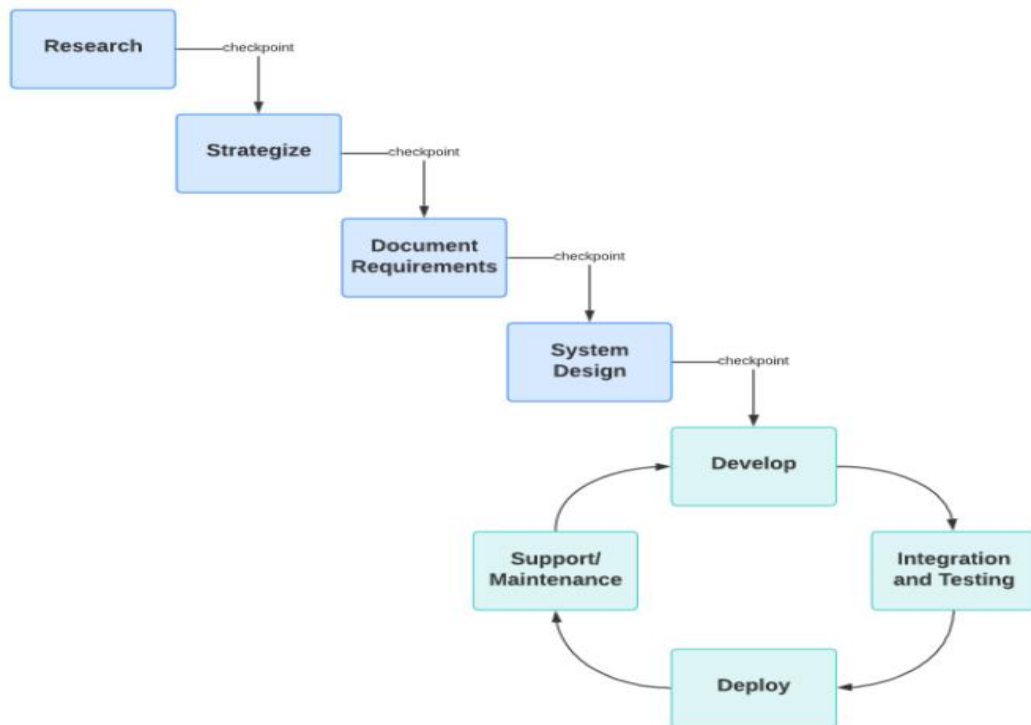 Research
checkpoint
Strategize
checkpoint
Document
Requirements
checkpoint
System
Design
checkpoint
Develop
Support/
Maintenance
Integration
and Testing
Deploy